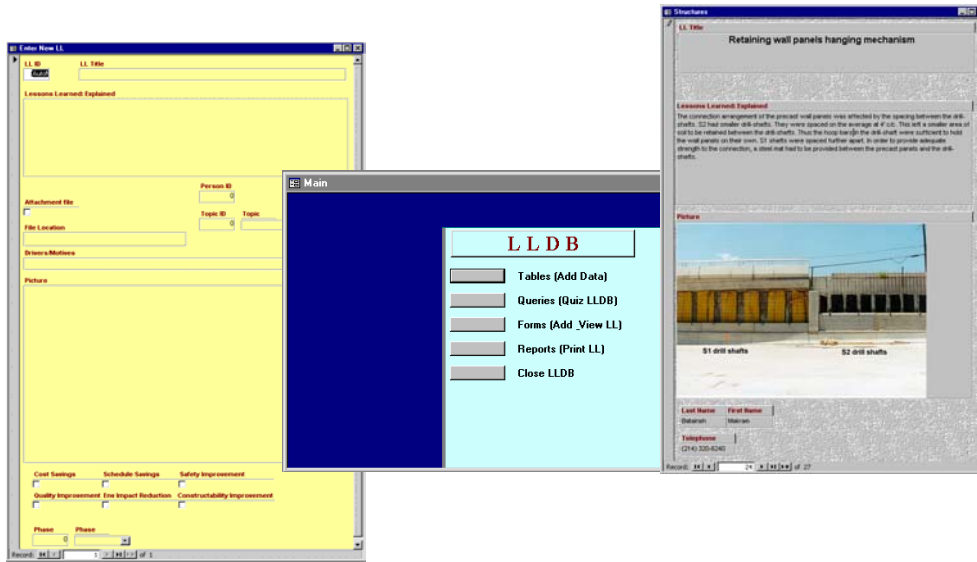 Enter New LL
LL ID
LL Title
Lessons Learned: Explained
Person ID
0
Attachment file
Topic ID
Topic
0
File Location
Drivers/Motives
Picture
Cost Savings
Schedule Savings
Safety Improvement
Quality Improvement
Env Impact Reduction
Constructability Improvement
Phase
Phase
0
Record:
1
of 1
Main
LLDB
Tables (Add Data)
Queries (Quiz LLDB)
Forms (Add _View LL)
Reports (Print LL)
Close LLDB
Structures
LL Title
Retaining wall panels hanging mechanism
Lessons Learned: Explained
The connection arrangement of the precast wall panels was affected by the spacing between the drill-
shafts. S2 had smaller drill-shafts. They were spaced on the average at 4' c/c. This left a smaller area of
soil to be retained between the drill-shafts. Thus the hoop bars in the drill-shaft were sufficient to hold
the wall panels on their own. S1 shafts were spaced further apart. In order to provide adequate
strength to the connection, a steel mat had to be provided between the precast panels and the drill-
shafts.
Picture
S1 drill shafts
S2 drill shafts
Last Name
First Name
Telephone
Record:
of 27